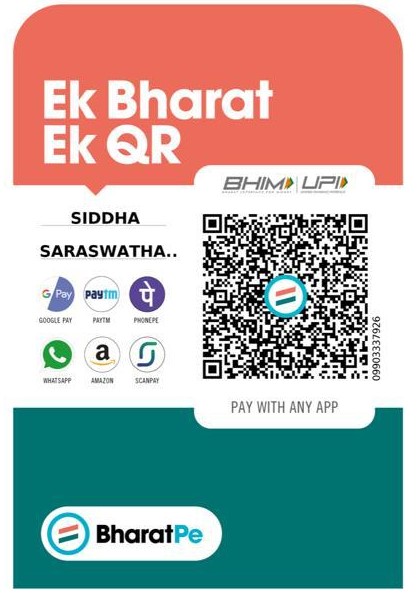 Ek Bharat
Ek QR
BHIM UPI
SIDDHA
SARASWATHA..
G Pay
paytm
पे
GOOGLE PAY
PAYTM
PHONEPE
a
WHATSAPP
AMAZON
SCANPAY
09903337926
PAY WITH ANY APP
BharatPe